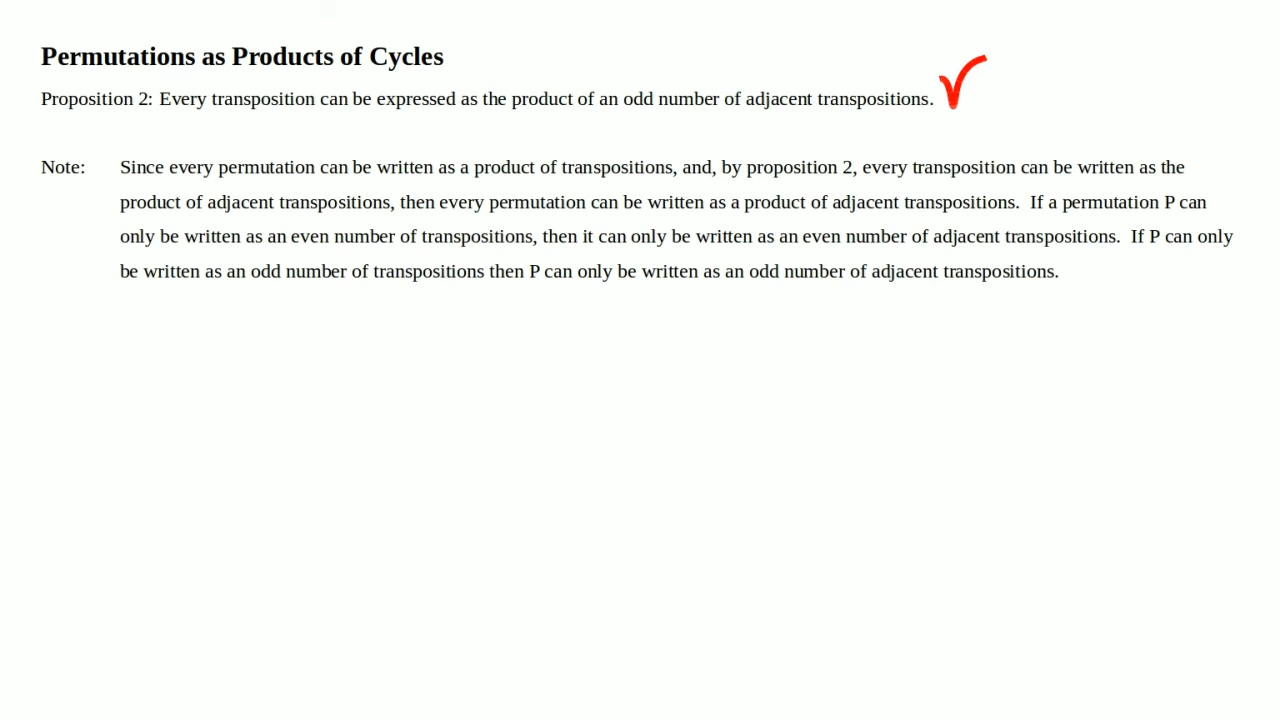 Permutations as Products of Cycles
Proposition 2: Every transposition can be expressed as the product of an odd number of adjacent transpositions.
Note: Since every permutation can be written as a product of transpositions, and, by proposition 2, every transposition can be written as the
product of adjacent transpositions, then every permutation can be written as a product of adjacent transpositions. If a permutation P can
only be written as an even number of transpositions, then it can only be written as an even number of adjacent transpositions. If P can only
be written as an odd number of transpositions then P can only be written as an odd number of adjacent transpositions.